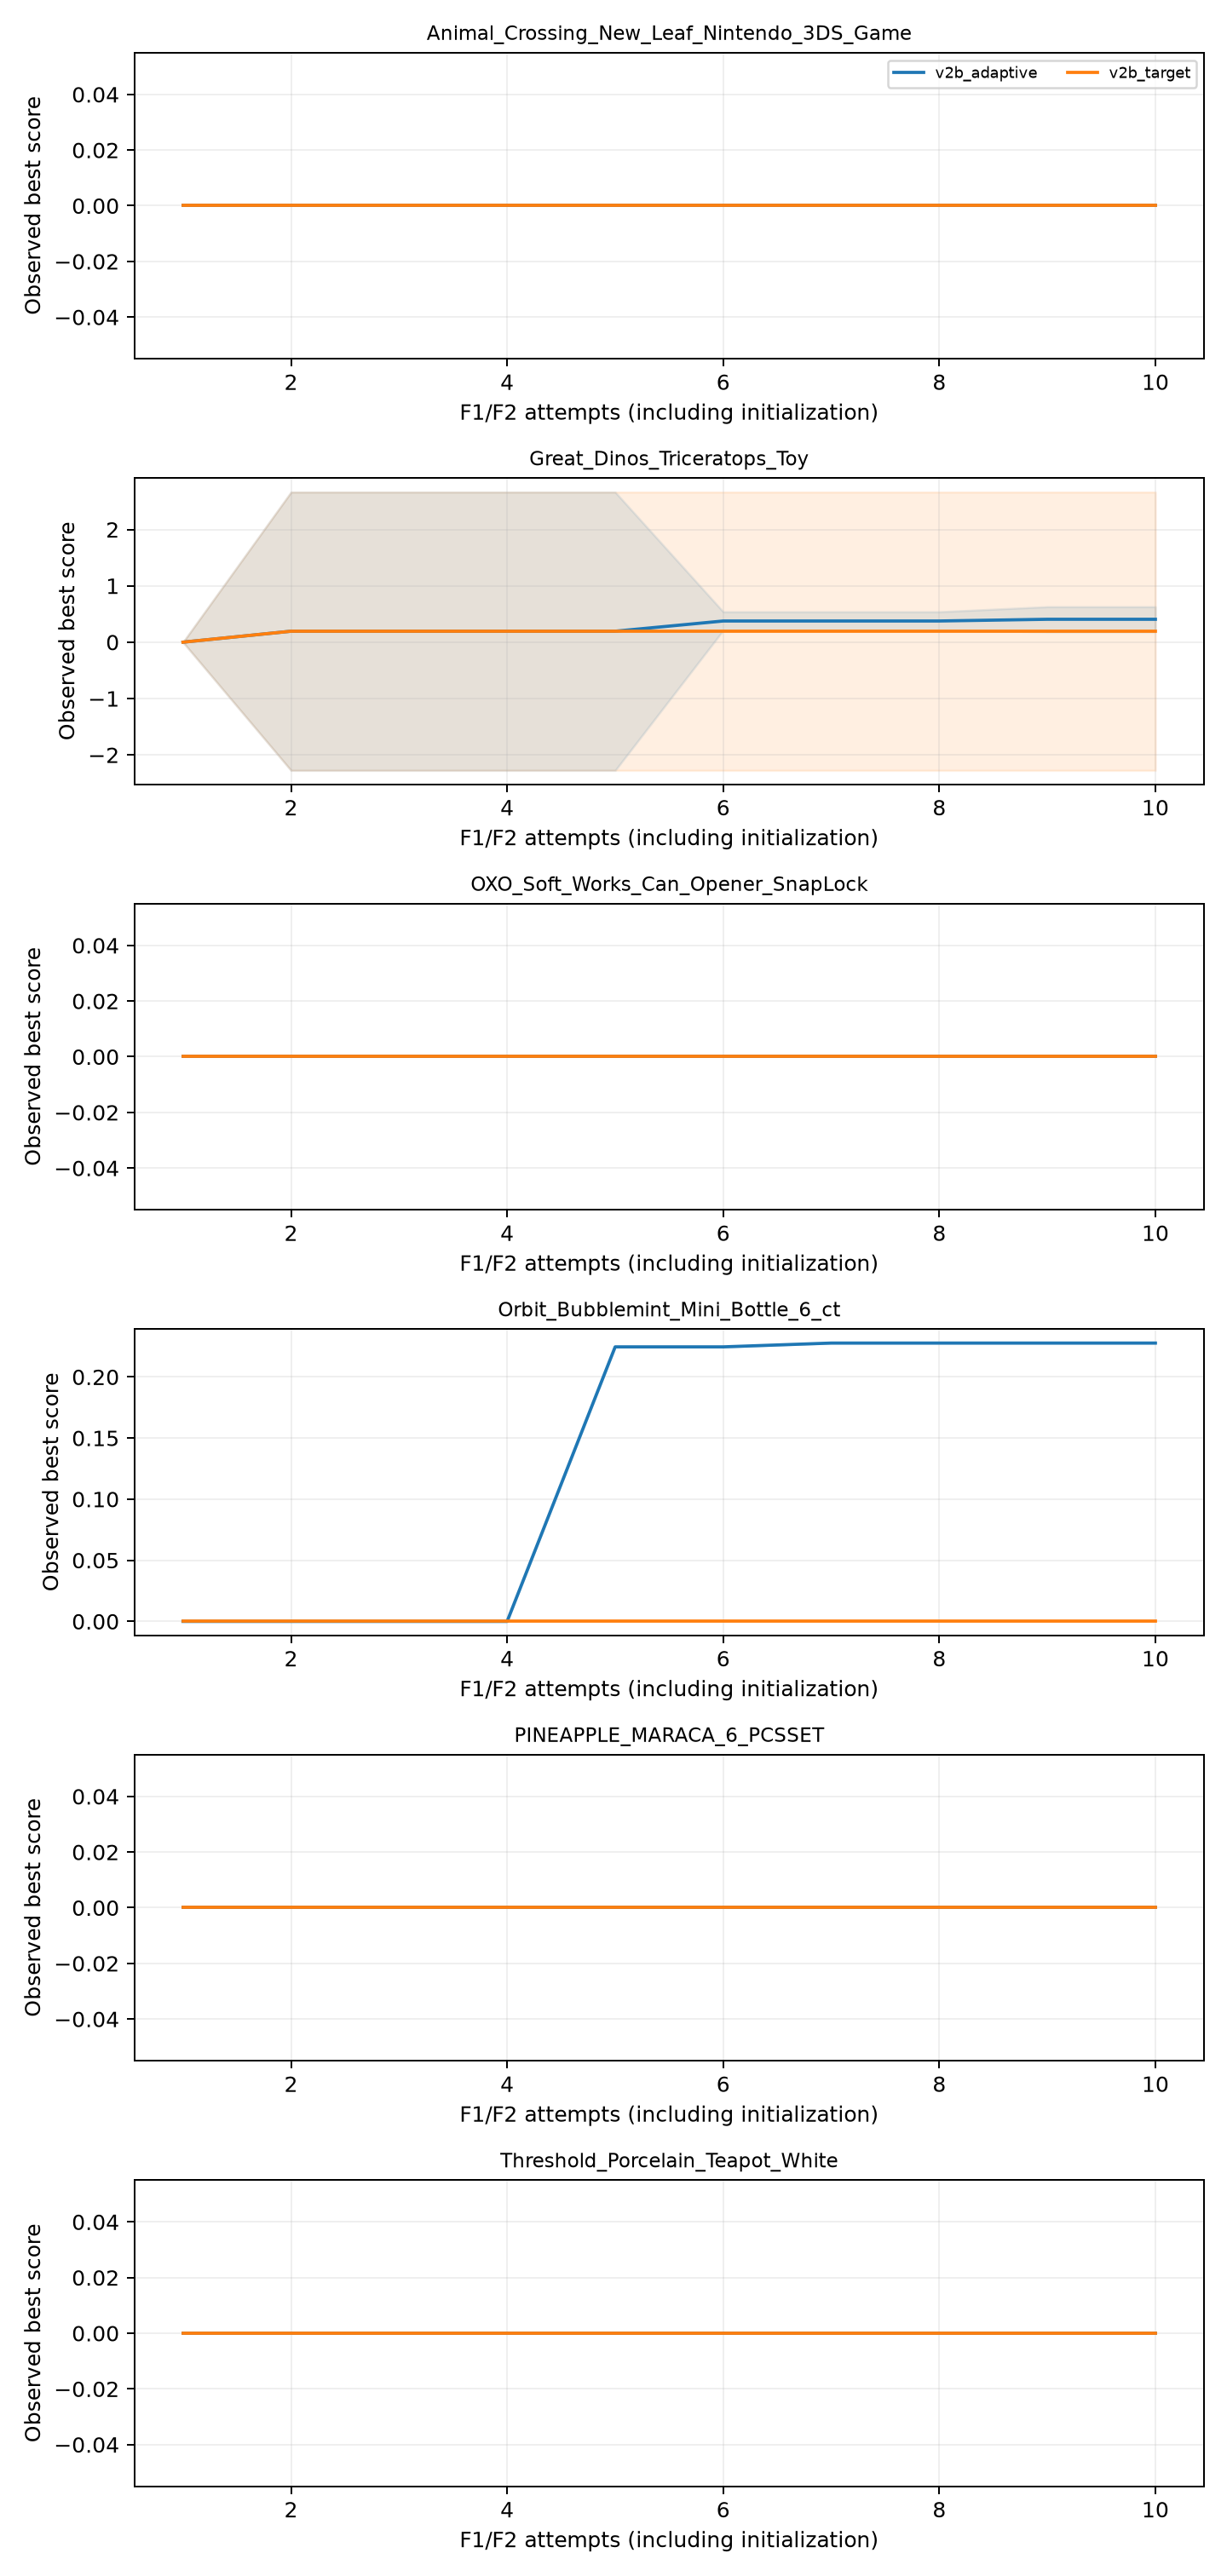 Animal_Crossing_New_Leaf_Nintendo_3DS_Game
v2b_adaptive v2b_target
Observed best score
0.04
0.02
0.00
−0.02
−0.04
2 4 6 8 10
F1/F2 attempts (including initialization)
Great_Dinos_Triceratops_Toy
Observed best score
2
1
0
−1
−2
2 4 6 8 10
F1/F2 attempts (including initialization)
OXO_Soft_Works_Can_Opener_SnapLock
Observed best score
0.04
0.02
0.00
−0.02
−0.04
2 4 6 8 10
F1/F2 attempts (including initialization)
Orbit_Bubblemint_Mini_Bottle_6_ct
Observed best score
0.20
0.15
0.10
0.05
0.00
2 4 6 8 10
F1/F2 attempts (including initialization)
PINEAPPLE_MARACA_6_PCSSET
Observed best score
0.04
0.02
0.00
−0.02
−0.04
2 4 6 8 10
F1/F2 attempts (including initialization)
Threshold_Porcelain_Teapot_White
Observed best score
0.04
0.02
0.00
−0.02
−0.04
2 4 6 8 10
F1/F2 attempts (including initialization)